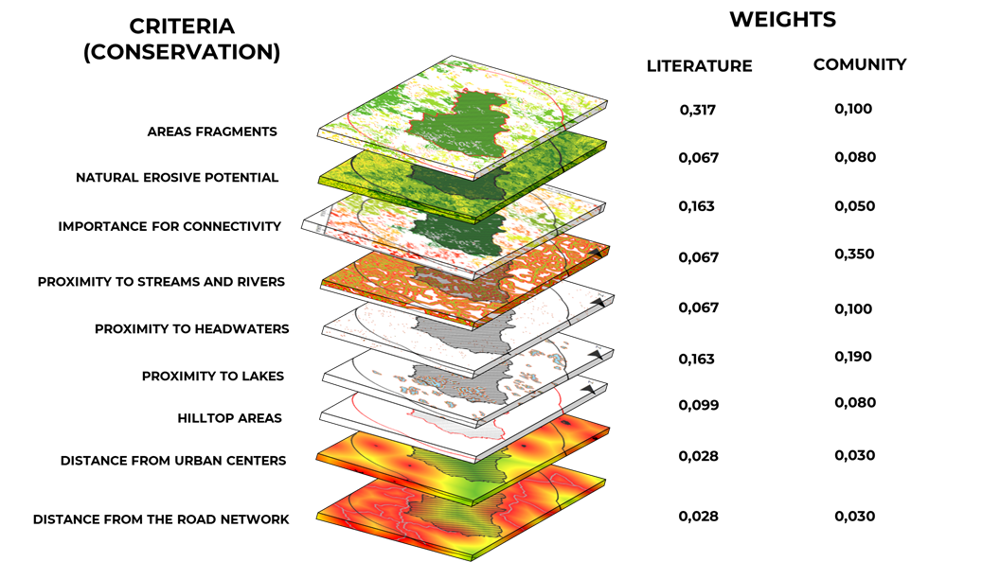 CRITERIA
(CONSERVATION)
WEIGHTS
LITERATURE COMUNITY
AREAS FRAGMENTS 0,317 0,100
NATURAL EROSIVE POTENTIAL 0,067 0,080
IMPORTANCE FOR CONNECTIVITY 0,163 0,050
PROXIMITY TO STREAMS AND RIVERS 0,067 0,350
PROXIMITY TO HEADWATERS 0,067 0,100
PROXIMITY TO LAKES 0,163 0,190
HILLTOP AREAS 0,099 0,080
DISTANCE FROM URBAN CENTERS 0,028 0,030
DISTANCE FROM THE ROAD NETWORK 0,028 0,030